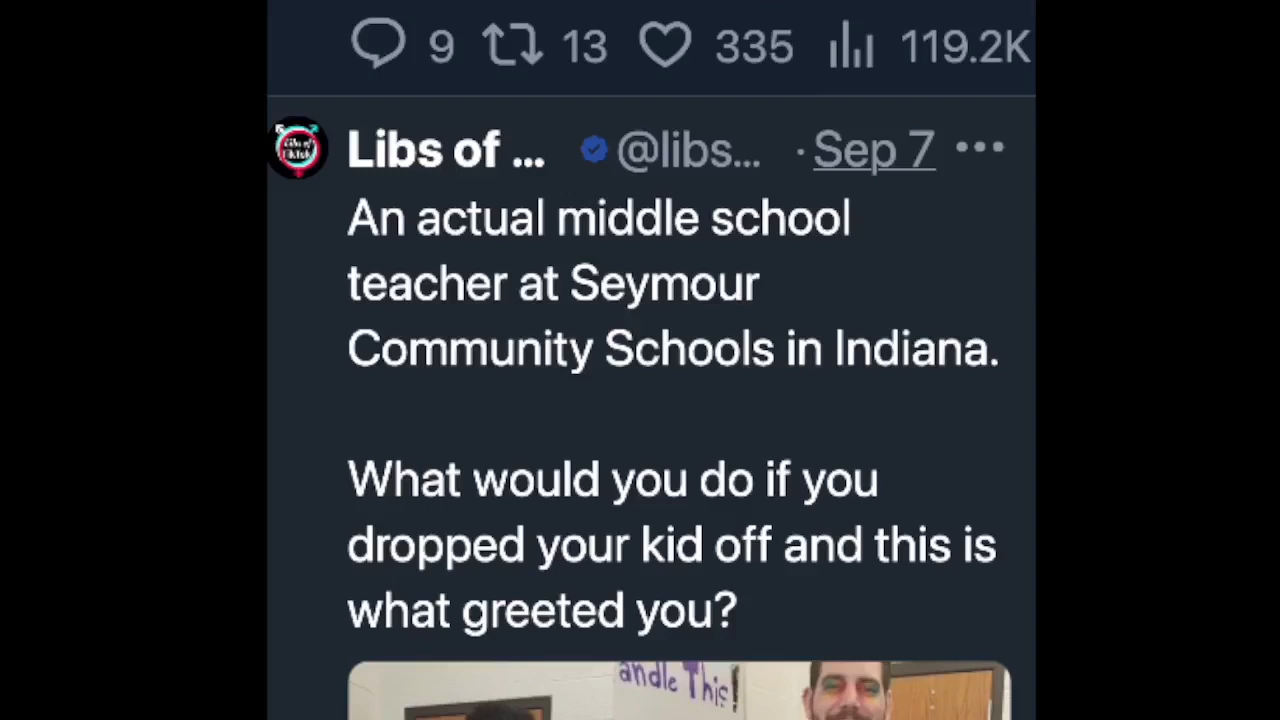 9 13 335 119.2K
Libs of ... @libs... · Sep 7 •••
An actual middle school
teacher at Seymour
Community Schools in Indiana.
What would you do if you
dropped your kid off and this is
what greeted you?
andle This!